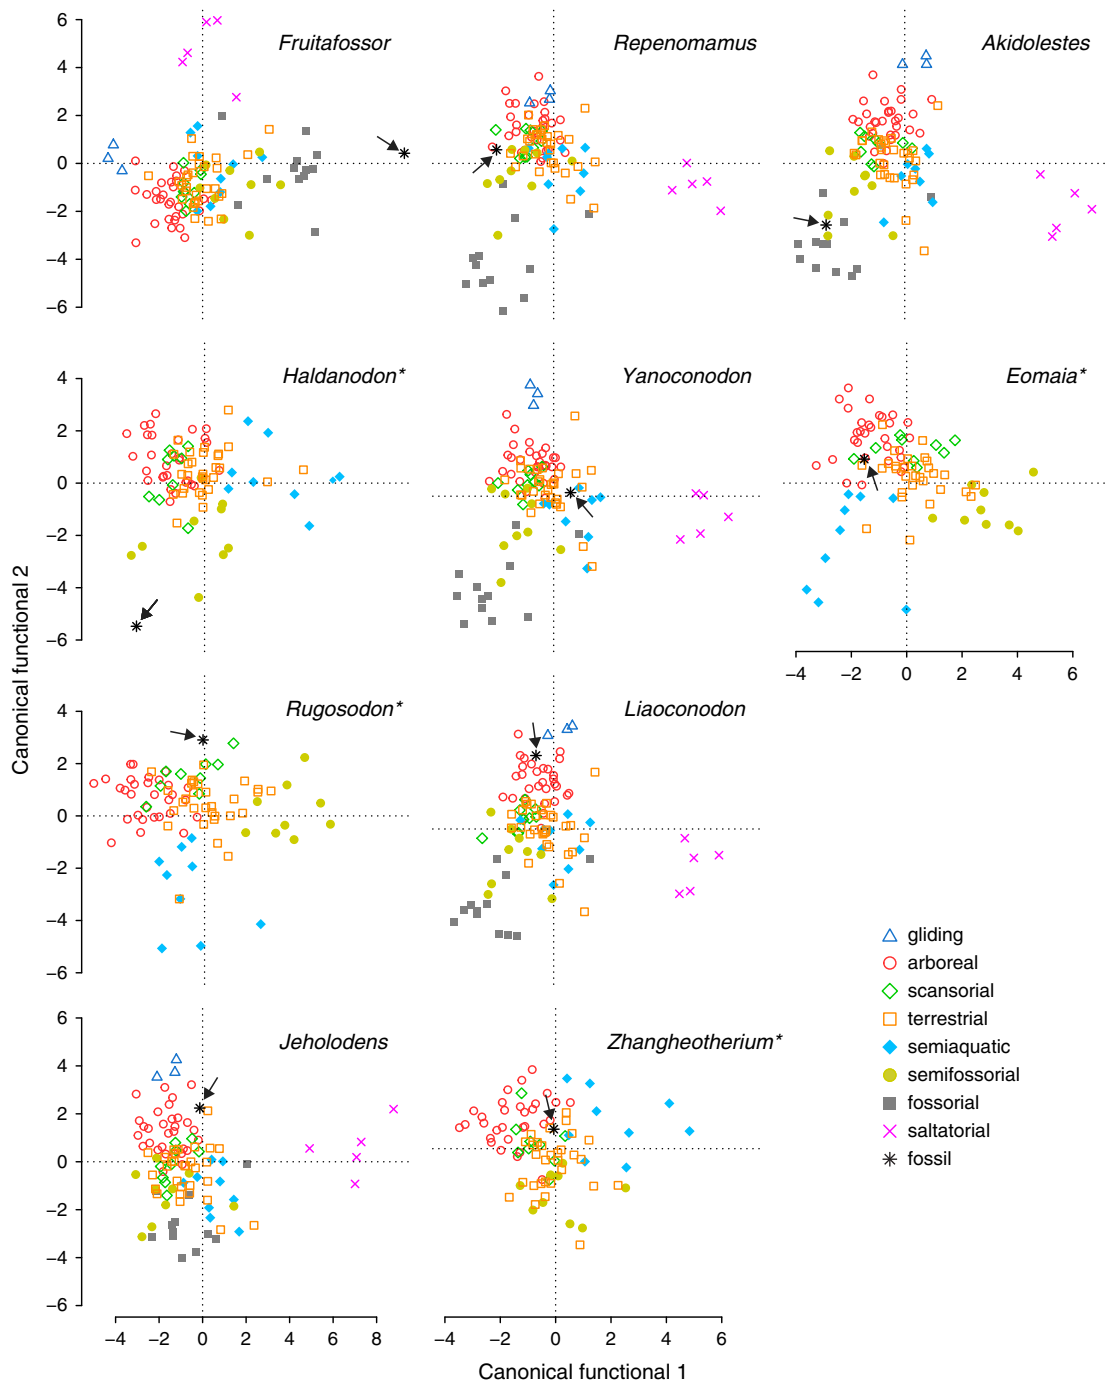 Fruitafossor
Repenomamus
Akidolestes
6
4
2
0
−2
−4
−6
Haldanodon*
Yanoconodon
Eomaia*
4
2
0
−2
−4
−6
−4 −2 0 2 4 6
Canonical functional 2
Rugosodon*
Liaoconodon
4
2
0
−2
−4
−6
gliding
arboreal
scansorial
terrestrial
semiaquatic
semifossorial
fossorial
saltatorial
fossil
Jeholodens
Zhangheotherium*
6
4
2
0
−2
−4
−6
−4 −2 0 2 4 6 8
−4 −2 0 2 4 6
Canonical functional 1